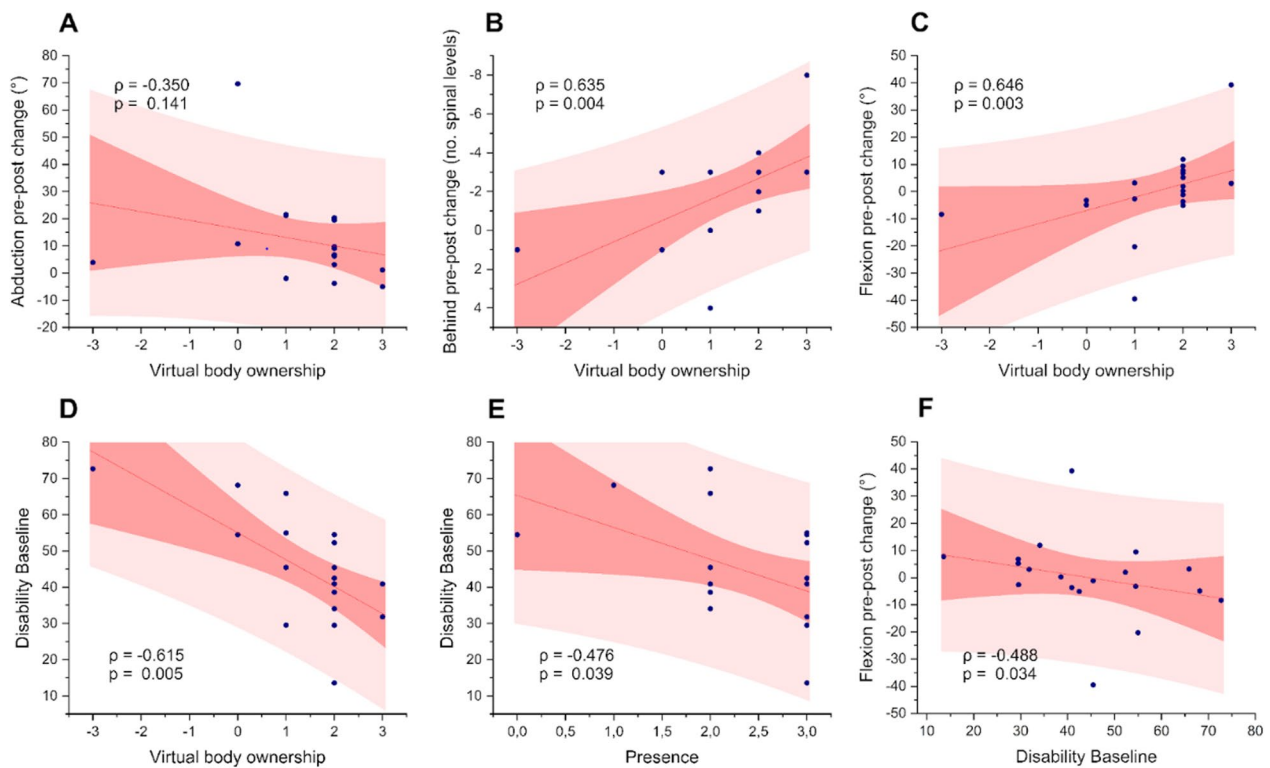 A
Abduction pre-post change (°)
80
70
60
50
40
30
20
10
0
-10
-20
ρ = -0.350
p = 0.141
-3 -2 -1 0 1 2 3
Virtual body ownership
B
Behind pre-post change (no. spinal levels)
-8
-6
-4
-2
0
2
4
ρ = 0.635
p = 0.004
-3 -2 -1 0 1 2 3
Virtual body ownership
C
Flexion pre-post change (°)
50
40
30
20
10
0
-10
-20
-30
-40
-50
ρ = 0.646
p = 0.003
-3 -2 -1 0 1 2 3
Virtual body ownership
D
Disability Baseline
80
70
60
50
40
30
20
10
ρ = -0.615
p = 0.005
-3 -2 -1 0 1 2 3
Virtual body ownership
E
Disability Baseline
80
70
60
50
40
30
20
10
ρ = -0.476
p = 0.039
0,0 0,5 1,0 1,5 2,0 2,5 3,0
Presence
F
Flexion pre-post change (°)
50
40
30
20
10
0
-10
-20
-30
-40
-50
ρ = -0.488
p = 0.034
10 20 30 40 50 60 70 80
Disability Baseline